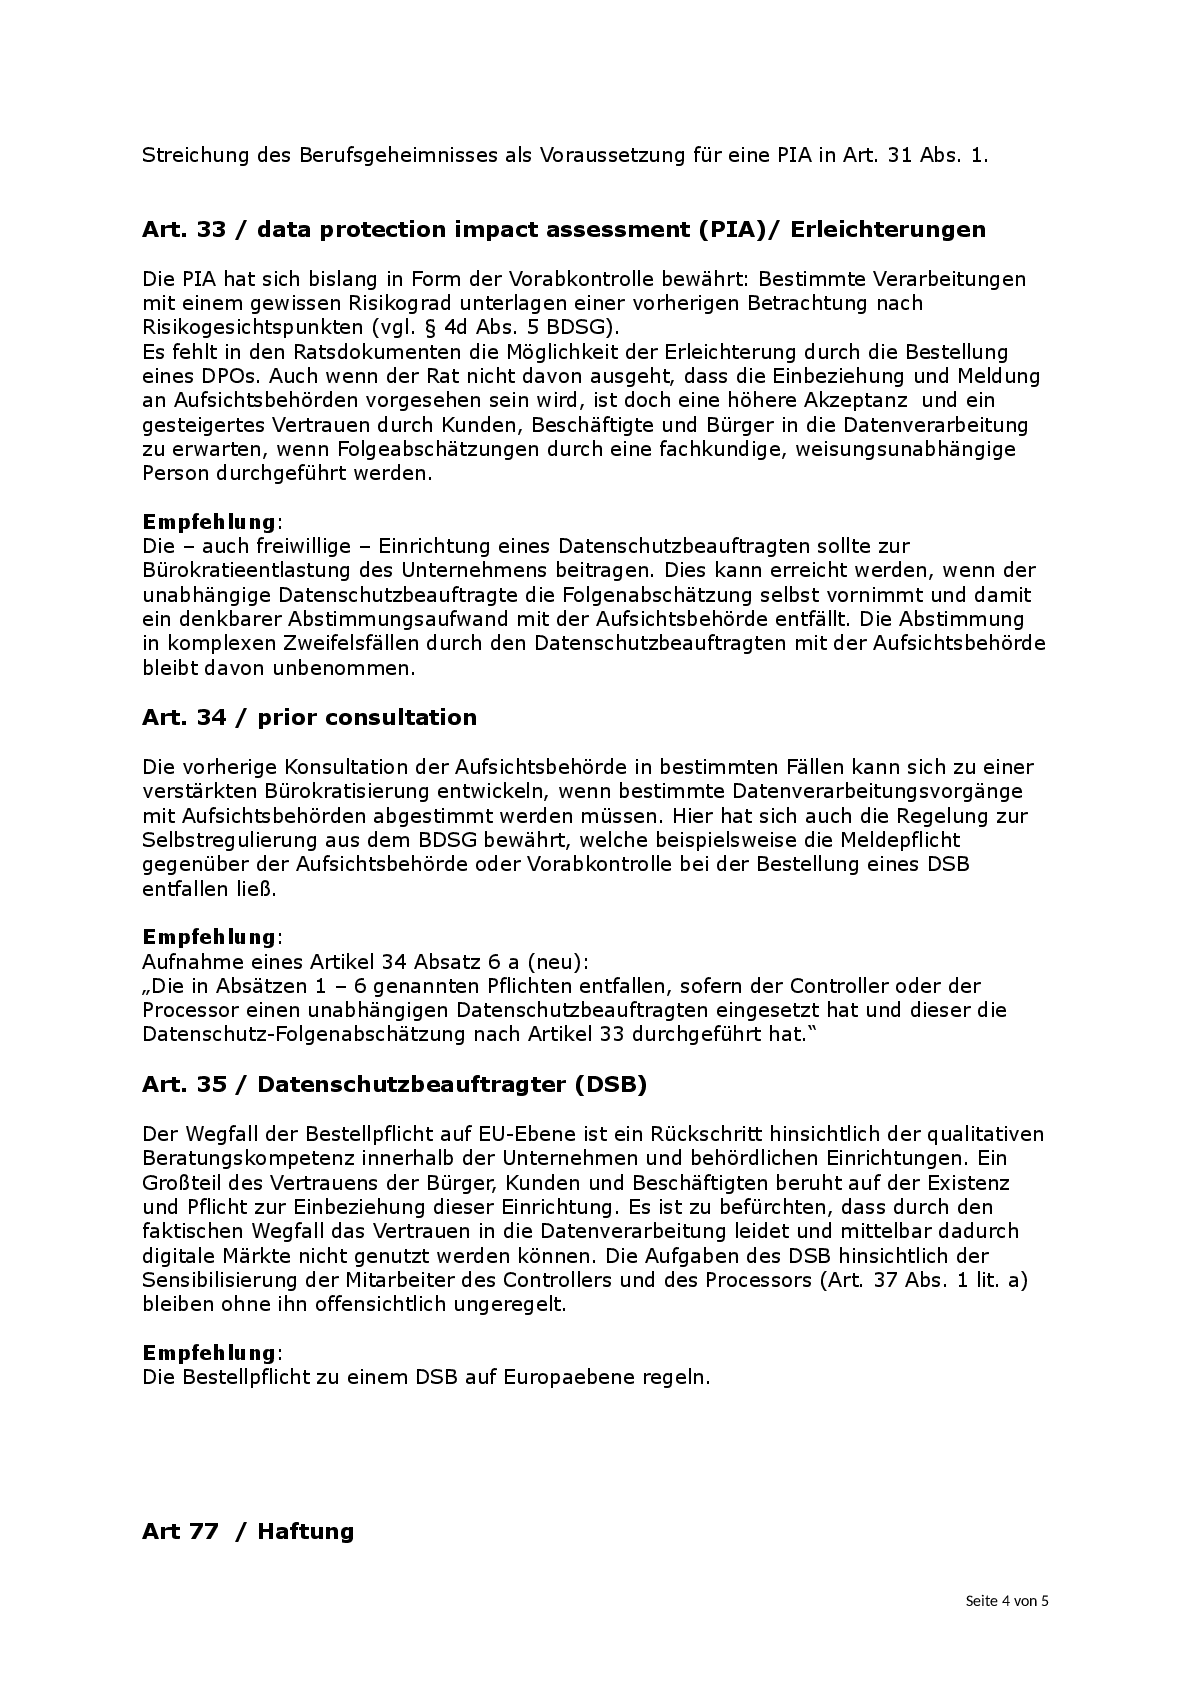 Streichung des Berufsgeheimnisses als Voraussetzung für eine PIA in Art. 31 Abs. 1.
Art. 33 / data protection impact assessment (PIA)/ Erleichterungen
Die PIA hat sich bislang in Form der Vorabkontrolle bewährt: Bestimmte Verarbeitungen
mit einem gewissen Risikograd unterlagen einer vorherigen Betrachtung nach
Risikogesichtspunkten (vgl. § 4d Abs. 5 BDSG).
Es fehlt in den Ratsdokumenten die Möglichkeit der Erleichterung durch die Bestellung
eines DPOs. Auch wenn der Rat nicht davon ausgeht, dass die Einbeziehung und Meldung
an Aufsichtsbehörden vorgesehen sein wird, ist doch eine höhere Akzeptanz  und ein
gesteigertes Vertrauen durch Kunden, Beschäftigte und Bürger in die Datenverarbeitung
zu erwarten, wenn Folgeabschätzungen durch eine fachkundige, weisungsunabhängige
Person durchgeführt werden.
Empfehlung:
Die – auch freiwillige – Einrichtung eines Datenschutzbeauftragten sollte zur
Bürokratieentlastung des Unternehmens beitragen. Dies kann erreicht werden, wenn der
unabhängige Datenschutzbeauftragte die Folgenabschätzung selbst vornimmt und damit
ein denkbarer Abstimmungsaufwand mit der Aufsichtsbehörde entfällt. Die Abstimmung
in komplexen Zweifelsfällen durch den Datenschutzbeauftragten mit der Aufsichtsbehörde
bleibt davon unbenommen.
Art. 34 / prior consultation
Die vorherige Konsultation der Aufsichtsbehörde in bestimmten Fällen kann sich zu einer
verstärkten Bürokratisierung entwickeln, wenn bestimmte Datenverarbeitungsvorgänge
mit Aufsichtsbehörden abgestimmt werden müssen. Hier hat sich auch die Regelung zur
Selbstregulierung aus dem BDSG bewährt, welche beispielsweise die Meldepflicht
gegenüber der Aufsichtsbehörde oder Vorabkontrolle bei der Bestellung eines DSB
entfallen ließ.
Empfehlung:
Aufnahme eines Artikel 34 Absatz 6 a (neu):
„Die in Absätzen 1 – 6 genannten Pflichten entfallen, sofern der Controller oder der
Processor einen unabhängigen Datenschutzbeauftragten eingesetzt hat und dieser die
Datenschutz-Folgenabschätzung nach Artikel 33 durchgeführt hat.“
Art. 35 / Datenschutzbeauftragter (DSB)
Der Wegfall der Bestellpflicht auf EU-Ebene ist ein Rückschritt hinsichtlich der qualitativen
Beratungskompetenz innerhalb der Unternehmen und behördlichen Einrichtungen. Ein
Großteil des Vertrauens der Bürger, Kunden und Beschäftigten beruht auf der Existenz
und Pflicht zur Einbeziehung dieser Einrichtung. Es ist zu befürchten, dass durch den
faktischen Wegfall das Vertrauen in die Datenverarbeitung leidet und mittelbar dadurch
digitale Märkte nicht genutzt werden können. Die Aufgaben des DSB hinsichtlich der
Sensibilisierung der Mitarbeiter des Controllers und des Processors (Art. 37 Abs. 1 lit. a)
bleiben ohne ihn offensichtlich ungeregelt.
Empfehlung:
Die Bestellpflicht zu einem DSB auf Europaebene regeln.
Art 77  / Haftung
Seite 4 von 5